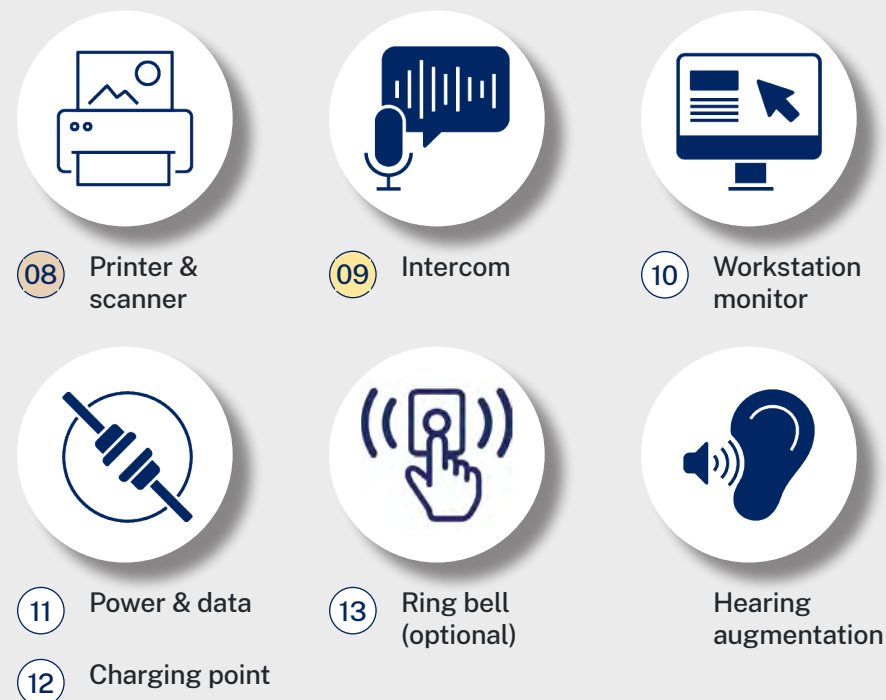 08 Printer &
scanner
09 Intercom
10 Workstation
monitor
11 Power & data
12 Charging point
13 Ring bell
(optional)
Hearing
augmentation